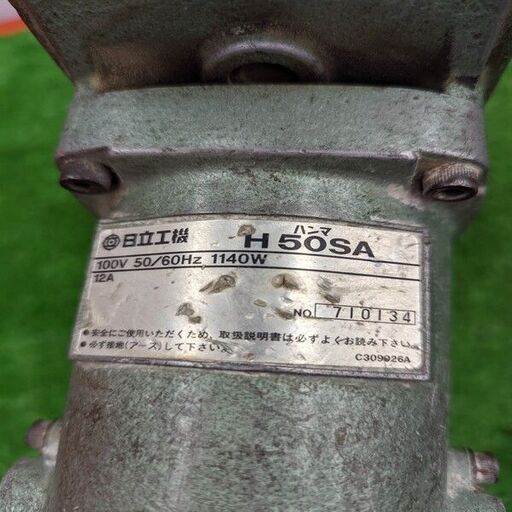 日立工機
ハンマ
H50SA
100V 50/60Hz 1140W
12A
NO. 710134
●安全にご使用いただくため、取扱説明書は必ずよくお読み下さい。
●必ず接地(アース)して下さい。
C309926A